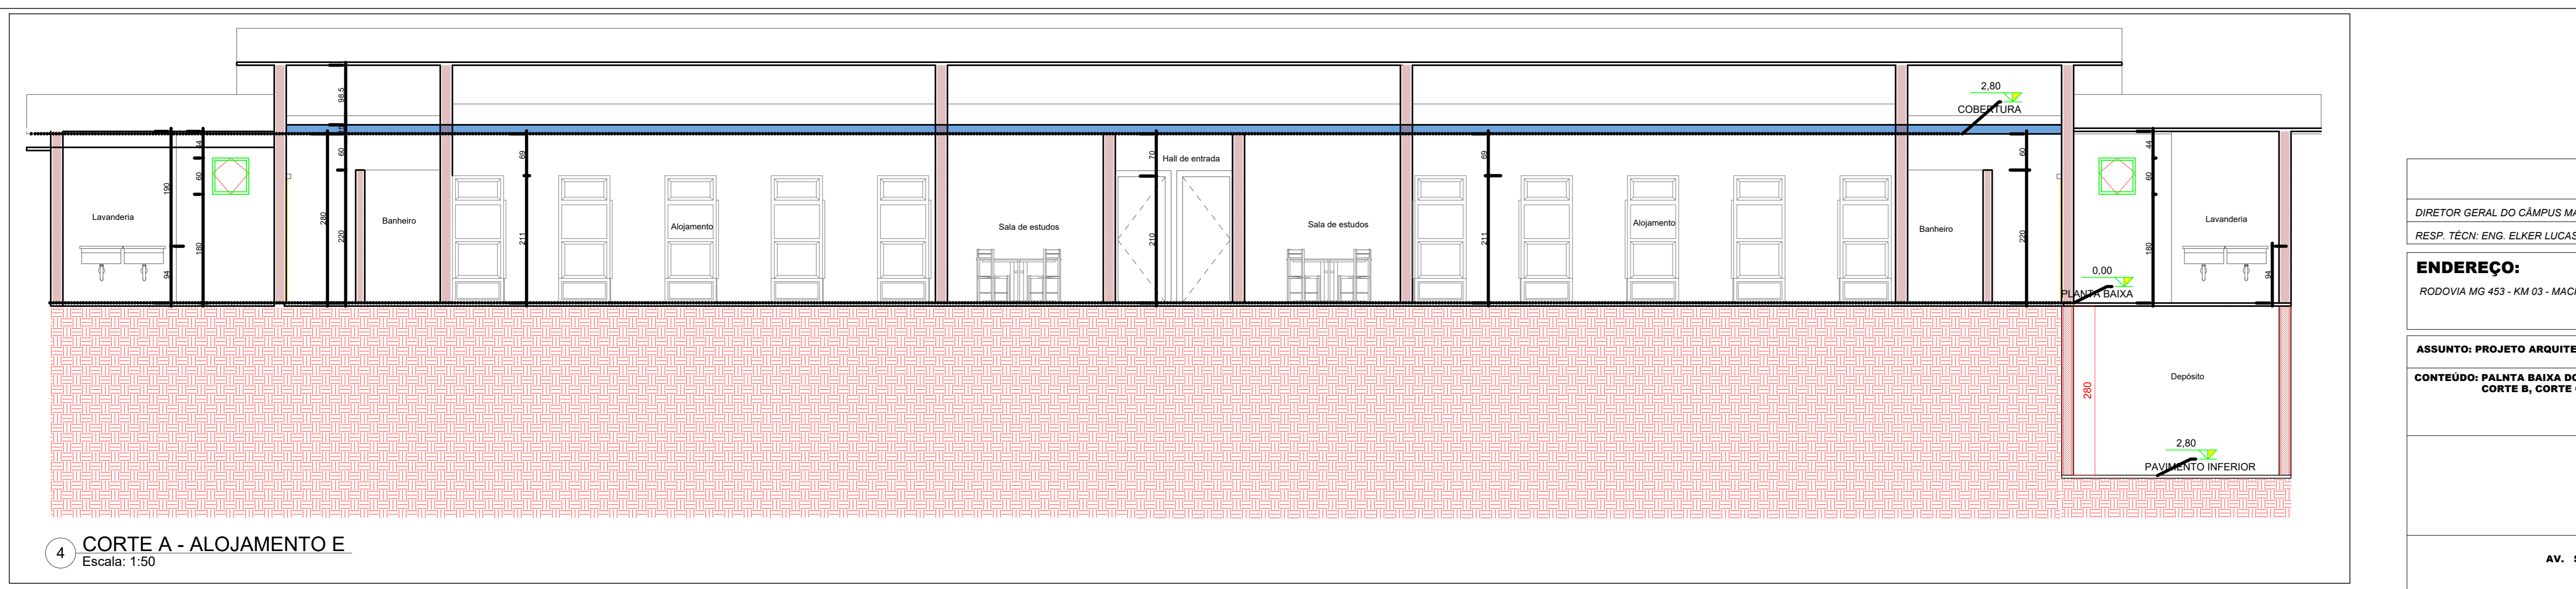 98.5
15
2,80
COBERTURA
44
60
69
70
Hall de entrada
69
60
44
190
60
60
Lavanderia
280
220
Banheiro
211
Alojamento
Sala de estudos
210
Sala de estudos
211
Alojamento
Banheiro
220
180
Lavanderia
94
180
0,00
PLANTA BAIXA
94
280
Depósito
2,80
PAVIMENTO INFERIOR
4
CORTE A - ALOJAMENTO E
Escala: 1:50
DIRETOR GERAL DO CÂMPUS MA
RESP. TÉCN: ENG. ELKER LUCAS
ENDEREÇO:
RODOVIA MG 453 - KM 03 - MACH
ASSUNTO: PROJETO ARQUITE
CONTEÚDO: PALNTA BAIXA DO
CORTE B, CORTE
AV. S